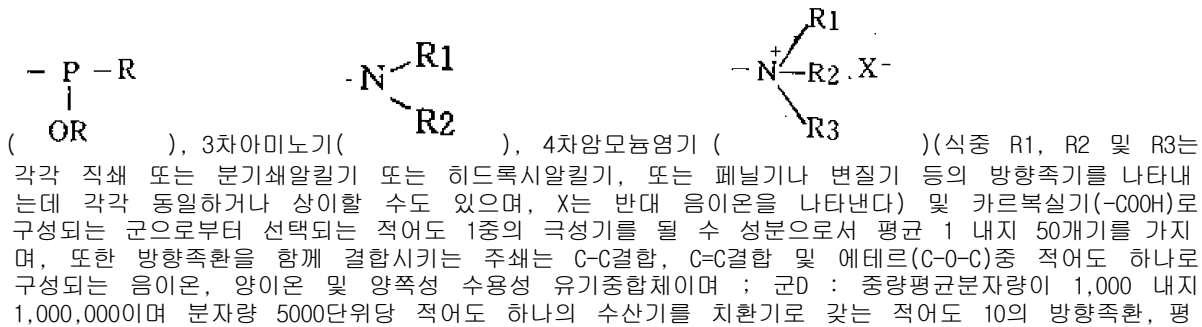 R1
– P – R
-N
R1
R2
+
–N–R2 . X-
OR
R3
( ), 3차아미노기( ), 4차암모늄염기 ( )(식중 R1, R2 및 R3는
각각 직쇄 또는 분기쇄알킬기 또는 히드록시알킬기, 또는 페닐기나 변질기 등의 방향족기를 나타내
는데 각각 동일하거나 상이할 수도 있으며, X는 반대 음이온을 나타낸다) 및 카르복실기(-COOH)로
구성되는 군으로부터 선택되는 적어도 1중의 극성기를 될 수 성분으로서 평균 1 내지 50개기를 가지
며, 또한 방향족환을 함께 결합시키는 주쇄는 C-C결합, C=C결합 및 에테르(C-O-C)중 적어도 하나로
구성되는 음이온, 양이온 및 양쪽성 수용성 유기중합체이며 ; 군D : 중량평균분자량이 1,000 내지
1,000,000이며 분자량 5000단위당 적어도 하나의 수산기를 치환기로 갖는 적어도 10의 방향족환, 평